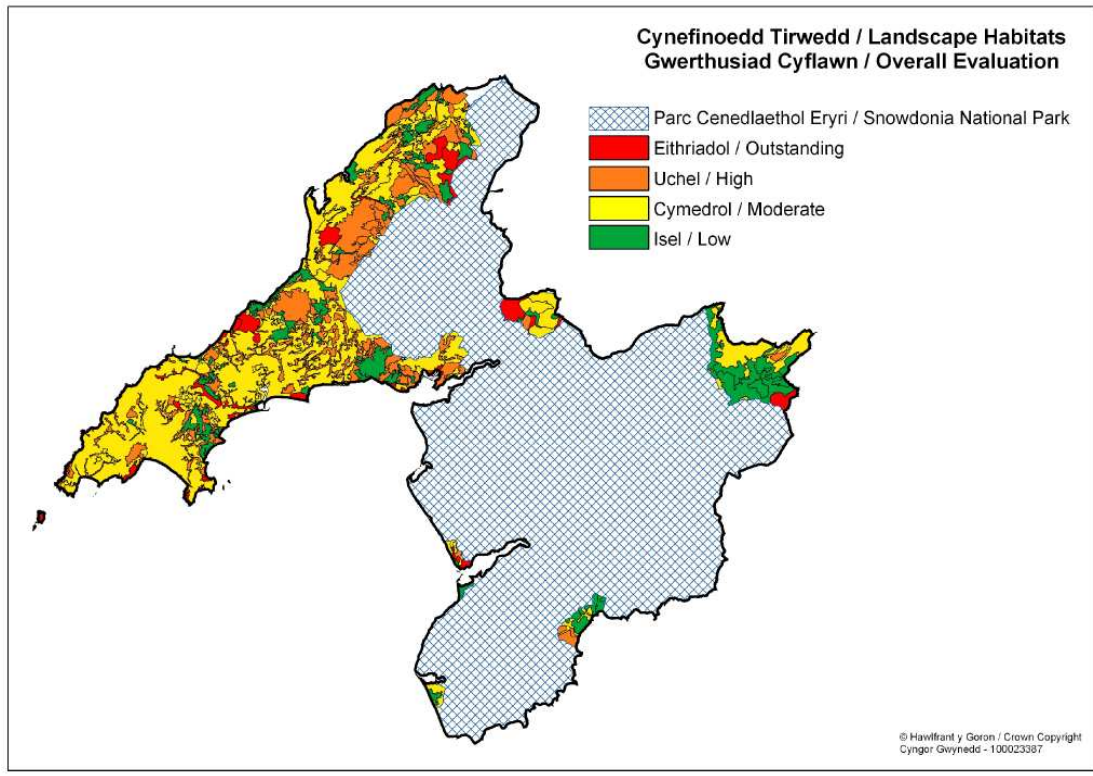 Cynefinoedd Tirwedd / Landscape Habitats
Gwerthusiad Cyflawn / Overall Evaluation
Parc Cenedlaethol Eryri / Snowdonia National Park
Eithriadol / Outstanding
Uchel / High
Cymedrol / Moderate
Isel / Low
© Hawlfraint y Goron / Crown Copyright
Cyngor Gwynedd - 100023387